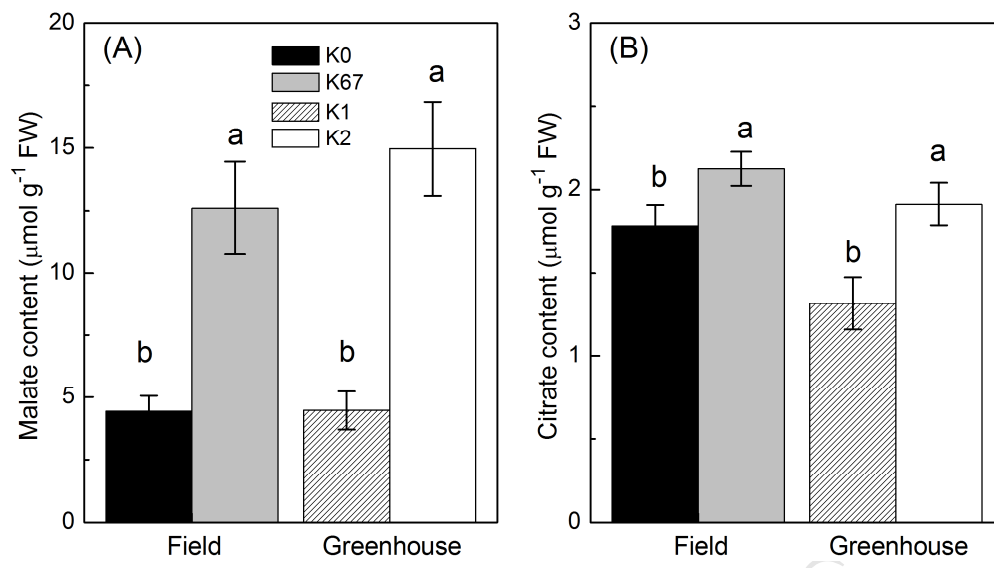 (A)
K0
K67
K1
K2
20
15
10
5
0
Malate content (μmol g⁻¹ FW)
b
a
b
a
Field
Greenhouse
(B)
3
2
1
0
Citrate content (μmol g⁻¹ FW)
b
a
b
a
Field
Greenhouse